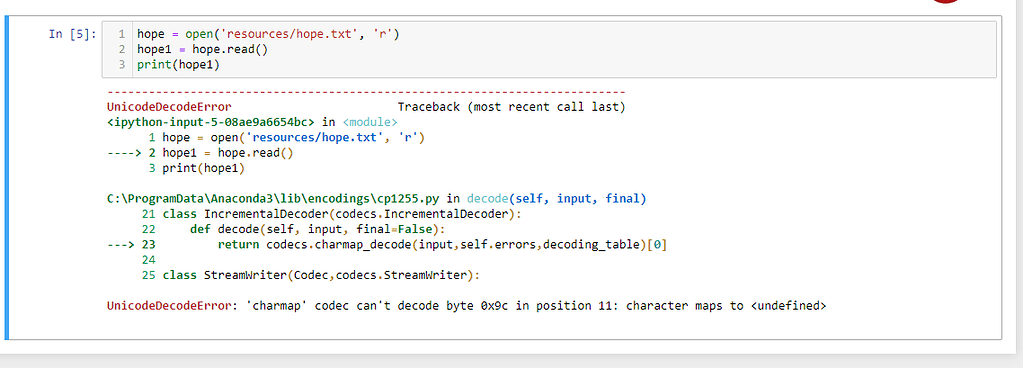 In [5]:
1 hope = open('resources/hope.txt', 'r')
2 hope1 = hope.read()
3 print(hope1)
---------------------------------------------------------------------------
UnicodeDecodeError                        Traceback (most recent call last)
<ipython-input-5-08ae9a6654bc> in <module>
      1 hope = open('resources/hope.txt', 'r')
----> 2 hope1 = hope.read()
      3 print(hope1)
C:\ProgramData\Anaconda3\lib\encodings\cp1255.py in decode(self, input, final)
     21 class IncrementalDecoder(codecs.IncrementalDecoder):
     22     def decode(self, input, final=False):
---> 23         return codecs.charmap_decode(input,self.errors,decoding_table)[0]
     24
     25 class StreamWriter(Codec,codecs.StreamWriter):
UnicodeDecodeError: 'charmap' codec can't decode byte 0x9c in position 11: character maps to <undefined>